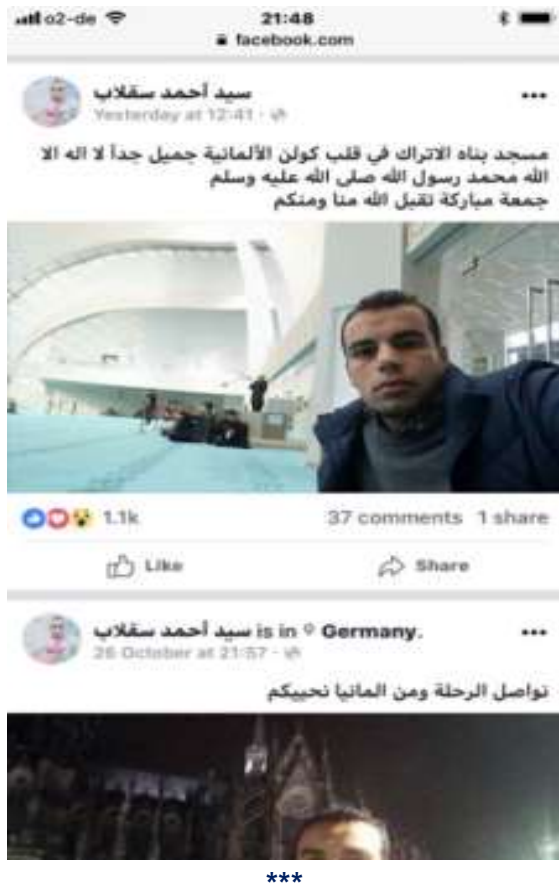 o2-de
21:48
facebook.com
سيد أحمد سقلاب
Yesterday at 12:41 ·
مسجد بناه الاتراك في قلب كولن الألمانية جميل جداً لا اله الا
الله محمد رسول الله صلى الله عليه وسلم
جمعة مباركة تقبل الله منا ومنكم
1.1k
37 comments 1 share
Like
Share
سيد أحمد سقلاب is in Germany.
26 October at 21:57 ·
تواصل الرحلة ومن المانيا نحييكم
***